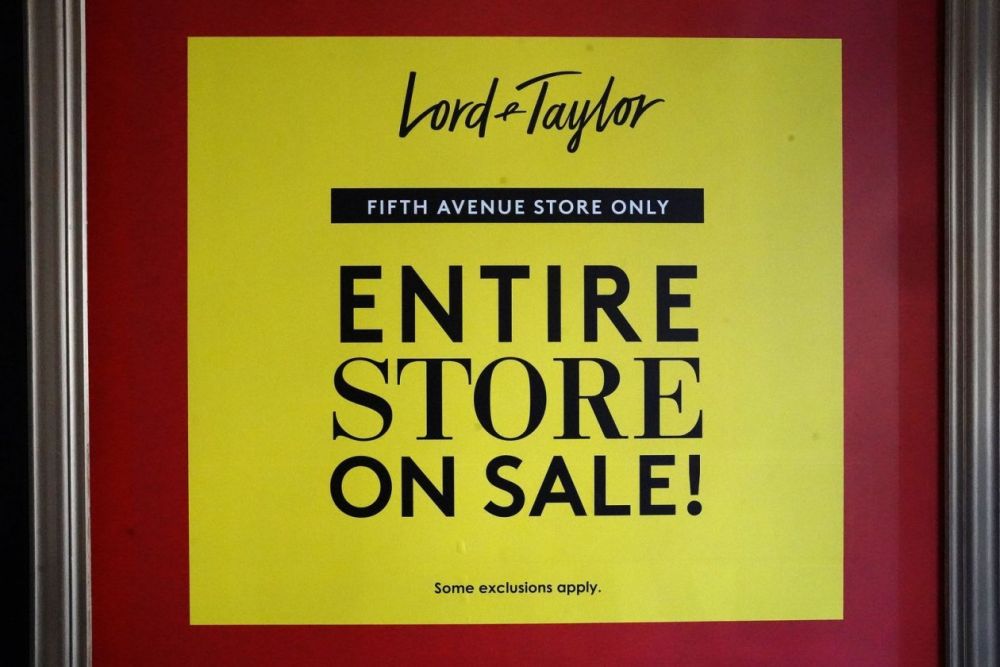 Lord & Taylor
FIFTH AVENUE STORE ONLY
ENTIRE
STORE
ON SALE!
Some exclusions apply.